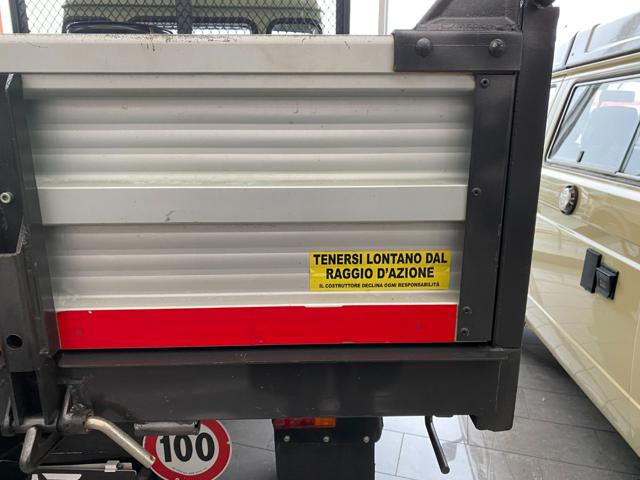 TENERSI LONTANO DAL
RAGGIO D'AZIONE
IL COSTRUTTORE DECLINA OGNI RESPONSABILITÀ
100